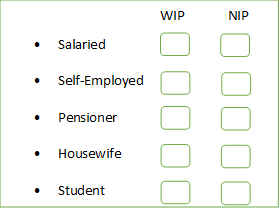 WIP NIP
• Salaried
• Self-Employed
• Pensioner
• Housewife
• Student